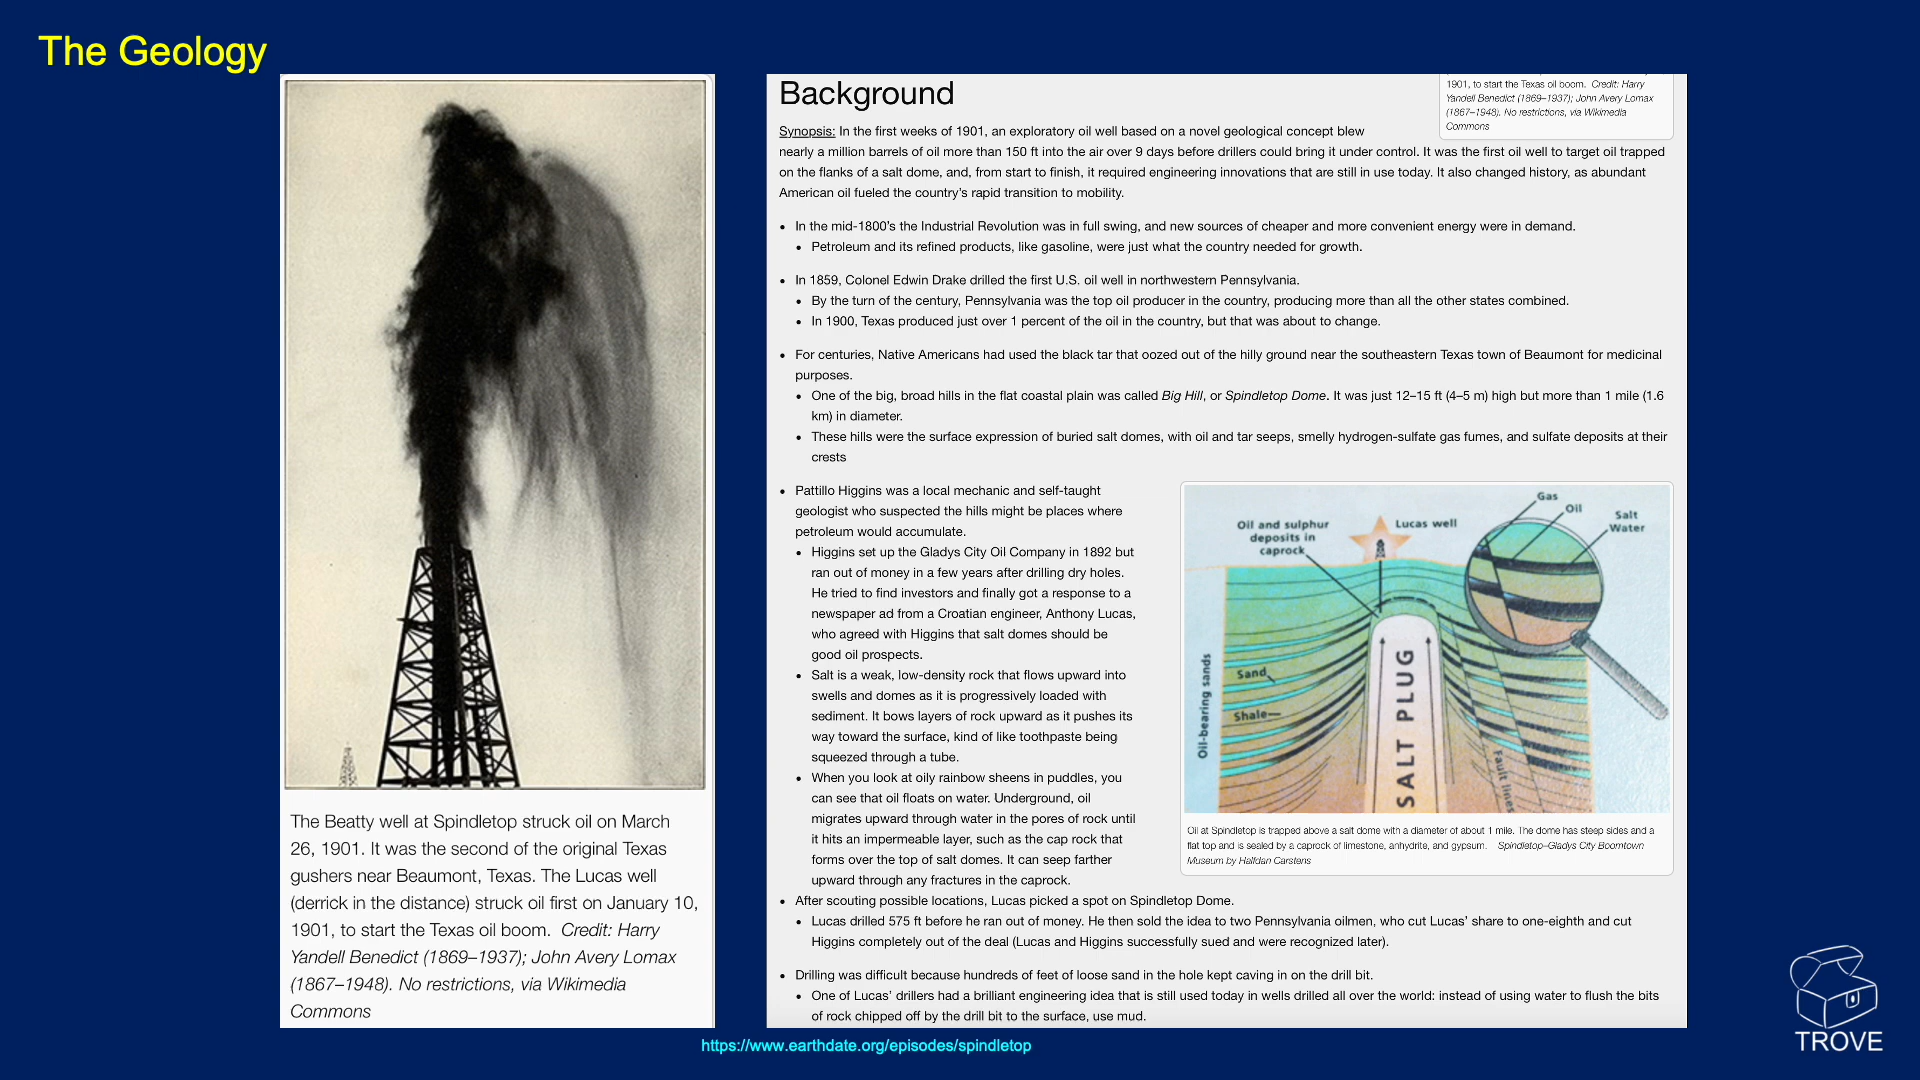 The Geology
The Beatty well at Spindletop struck oil on March
26, 1901. It was the second of the original Texas
gushers near Beaumont, Texas. The Lucas well
(derrick in the distance) struck oil first on January 10,
1901, to start the Texas oil boom. Credit: Harry
Yandell Benedict (1869–1937); John Avery Lomax
(1867–1948). No restrictions, via Wikimedia
Commons
Background
1901, to start the Texas oil boom. Credit: Harry
Yandell Benedict (1869–1937); John Avery Lomax
(1867–1948). No restrictions, via Wikimedia
Commons
Synopsis: In the first weeks of 1901, an exploratory oil well based on a novel geological concept blew
nearly a million barrels of oil more than 150 ft into the air over 9 days before drillers could bring it under control. It was the first oil well to target oil trapped
on the flanks of a salt dome, and, from start to finish, it required engineering innovations that are still in use today. It also changed history, as abundant
American oil fueled the country's rapid transition to mobility.
• In the mid-1800's the Industrial Revolution was in full swing, and new sources of cheaper and more convenient energy were in demand.
• Petroleum and its refined products, like gasoline, were just what the country needed for growth.
• In 1859, Colonel Edwin Drake drilled the first U.S. oil well in northwestern Pennsylvania.
• By the turn of the century, Pennsylvania was the top oil producer in the country, producing more than all the other states combined.
• In 1900, Texas produced just over 1 percent of the oil in the country, but that was about to change.
• For centuries, Native Americans had used the black tar that oozed out of the hilly ground near the southeastern Texas town of Beaumont for medicinal
purposes.
• One of the big, broad hills in the flat coastal plain was called Big Hill, or Spindletop Dome. It was just 12–15 ft (4–5 m) high but more than 1 mile (1.6
km) in diameter.
• These hills were the surface expression of buried salt domes, with oil and tar seeps, smelly hydrogen-sulfate gas fumes, and sulfate deposits at their
crests
• Pattillo Higgins was a local mechanic and self-taught
geologist who suspected the hills might be places where
petroleum would accumulate.
• Higgins set up the Gladys City Oil Company in 1892 but
ran out of money in a few years after drilling dry holes.
He tried to find investors and finally got a response to a
newspaper ad from a Croatian engineer, Anthony Lucas,
who agreed with Higgins that salt domes should be
good oil prospects.
• Salt is a weak, low-density rock that flows upward into
swells and domes as it is progressively loaded with
sediment. It bows layers of rock upward as it pushes its
way toward the surface, kind of like toothpaste being
squeezed through a tube.
• When you look at oily rainbow sheens in puddles, you
can see that oil floats on water. Underground, oil
migrates upward through water in the pores of rock until
it hits an impermeable layer, such as the cap rock that
forms over the top of salt domes. It can seep farther
upward through any fractures in the caprock.
Gas
Oil
Salt
Water
Oil and sulphur
deposits in
caprock
Lucas well
Sand
Shale
Oil-bearing sands
SALT PLUG
Fault lines
Oil at Spindletop is trapped above a salt dome with a diameter of about 1 mile. The dome has steep sides and a
flat top and is sealed by a caprock of limestone, anhydrite, and gypsum. Spindletop–Gladys City Boomtown
Museum by Halfdan Carstens
• After scouting possible locations, Lucas picked a spot on Spindletop Dome.
• Lucas drilled 575 ft before he ran out of money. He then sold the idea to two Pennsylvania oilmen, who cut Lucas' share to one-eighth and cut
Higgins completely out of the deal (Lucas and Higgins successfully sued and were recognized later).
• Drilling was difficult because hundreds of feet of loose sand in the hole kept caving in on the drill bit.
• One of Lucas' drillers had a brilliant engineering idea that is still used today in wells drilled all over the world: instead of using water to flush the bits
of rock chipped off by the drill bit to the surface, use mud.
https://www.earthdate.org/episodes/spindletop
TROVE